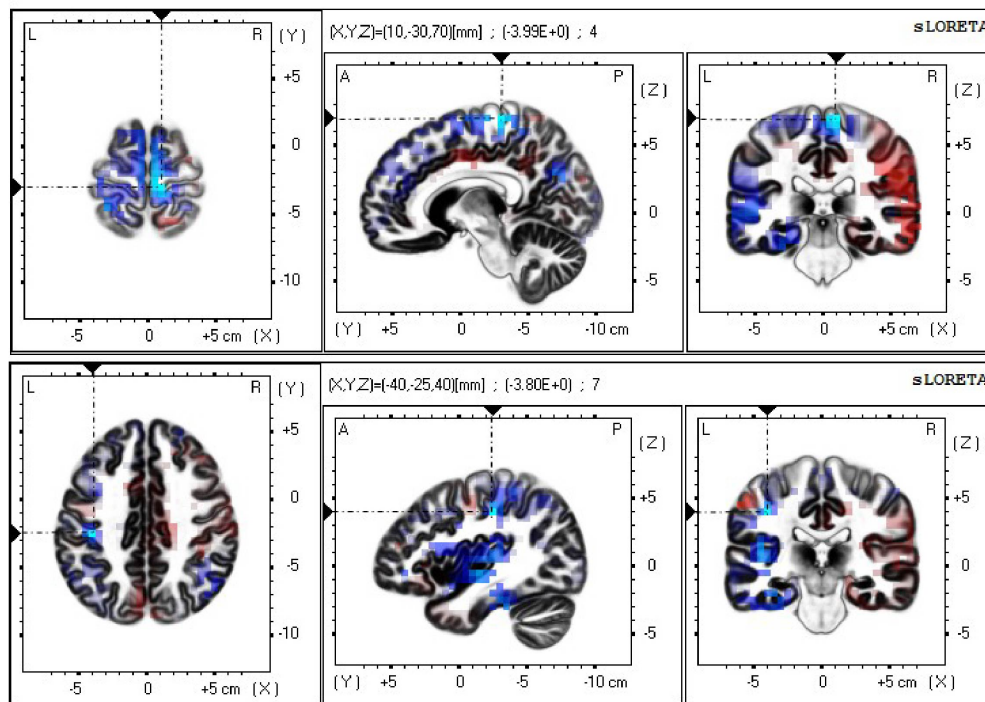 L R (Y)
+5
0
-5
-10
-5 0 +5 cm (X)
(X,Y,Z)=(10,-30,70)[mm] ; (-3.99E+0) ; 4
sLORETA
A P (Z)
+5
0
-5
(Y) +5 0 -5 -10 cm
L R (Z)
+5
0
-5
-5 0 +5 cm (X)
L R (Y)
+5
0
-5
-10
-5 0 +5 cm (X)
(X,Y,Z)=(-40,-25,40)[mm] ; (-3.80E+0) ; 7
sLORETA
A P (Z)
+5
0
-5
(Y) +5 0 -5 -10 cm
L R (Z)
+5
0
-5
-5 0 +5 cm (X)